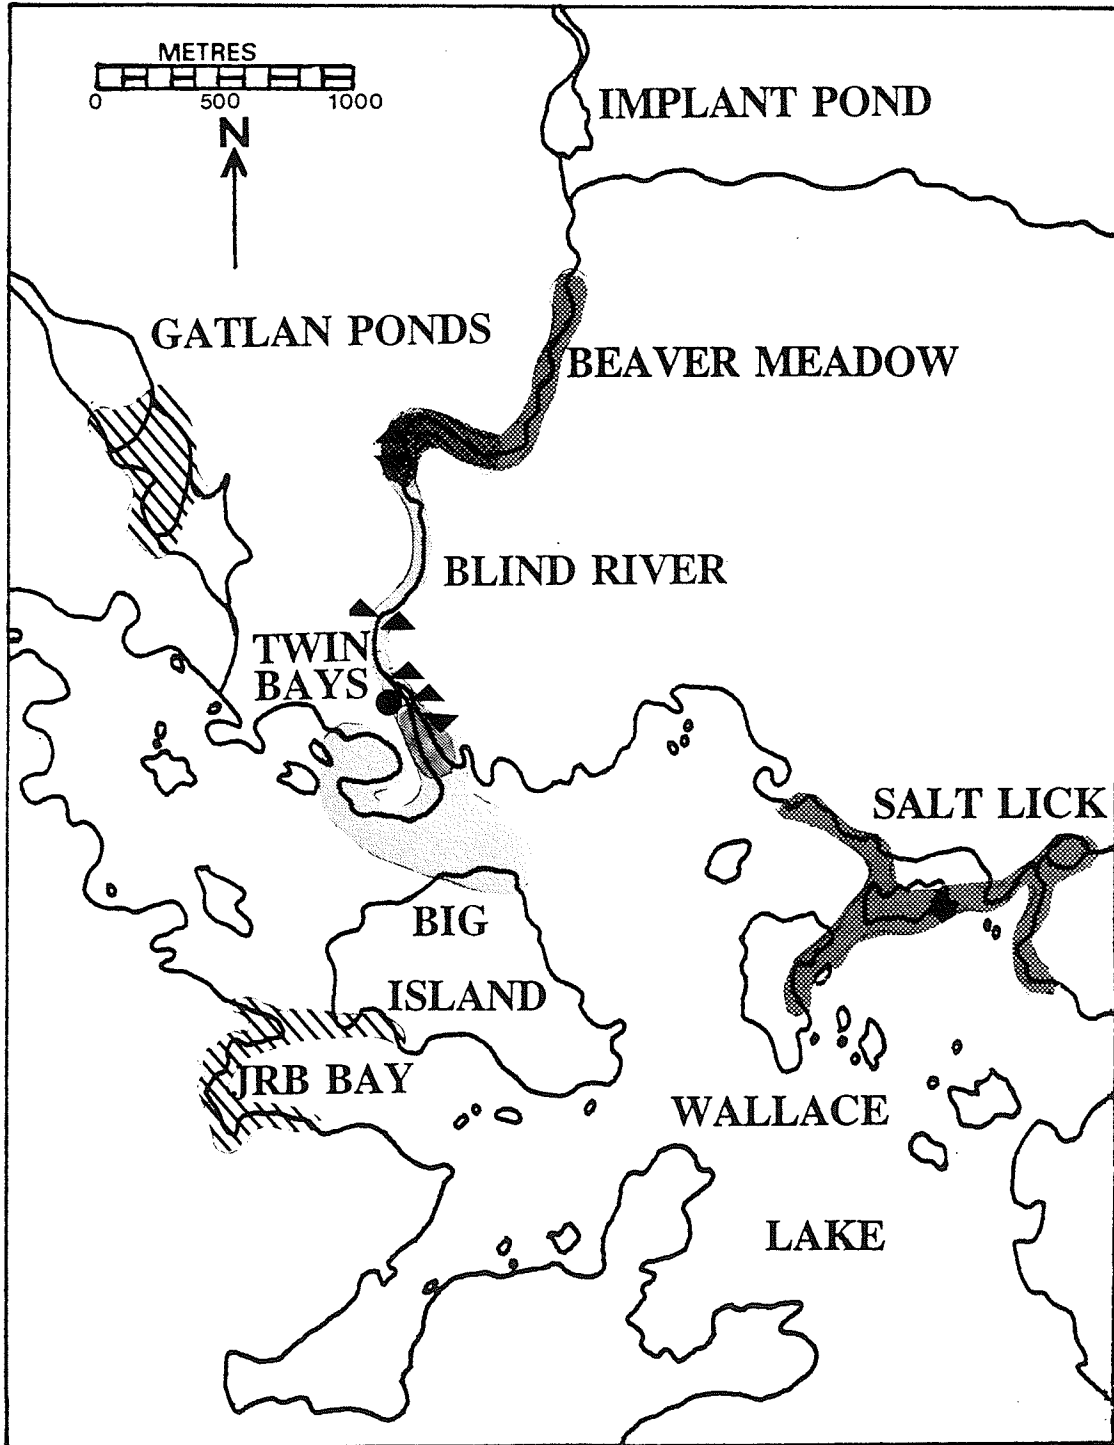 METRES
0 500 1000
N
IMPLANT POND
GATLAN PONDS
BEAVER MEADOW
BLIND RIVER
TWIN
BAYS
SALT LICK
BIG
ISLAND
JRB BAY
WALLACE
LAKE